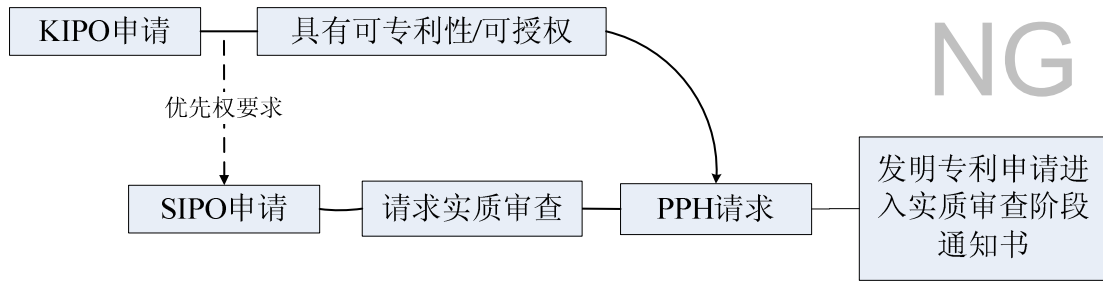 KIPO申请
具有可专利性/可授权
NG
优先权要求
SIPO申请
请求实质审查
PPH请求
发明专利申请进
入实质审查阶段
通知书